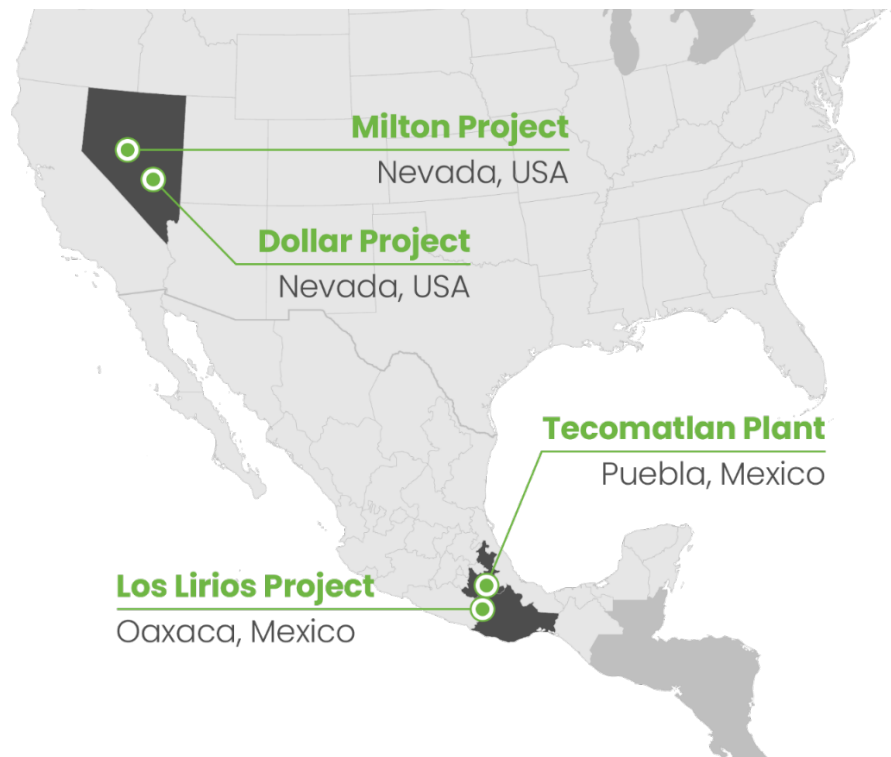 Milton Project
Nevada, USA
Dollar Project
Nevada, USA
Tecomatlan Plant
Puebla, Mexico
Los Lirios Project
Oaxaca, Mexico